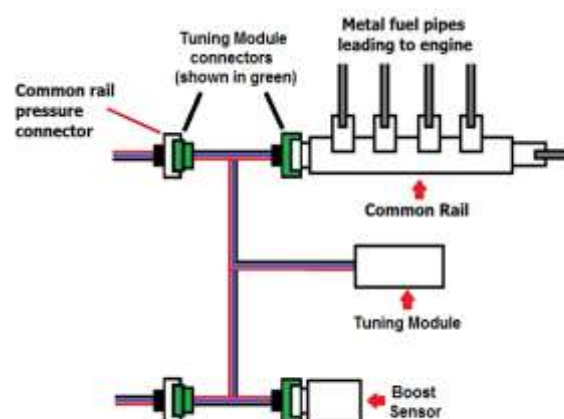 Metal fuel pipes
leading to engine
Tuning Module
connectors
(shown in green)
Common rail
pressure
connector
Common Rail
Tuning Module
Boost
Sensor